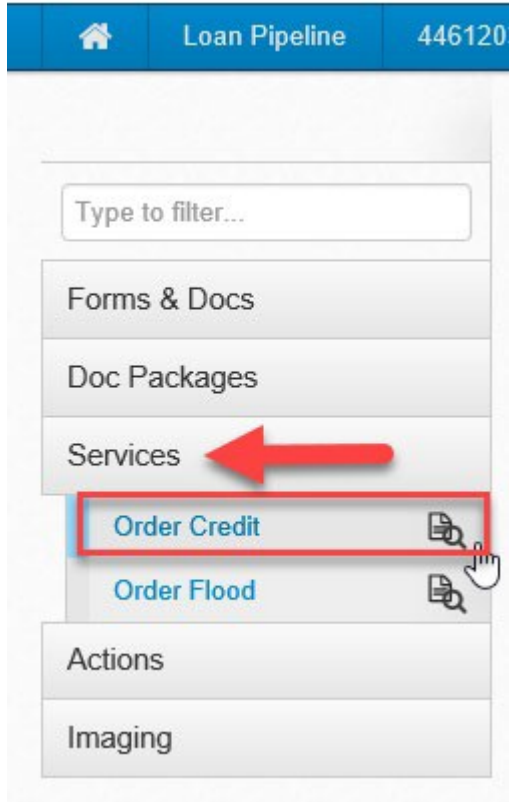 Loan Pipeline 446120
Type to filter...
Forms & Docs
Doc Packages
Services
Order Credit
Order Flood
Actions
Imaging